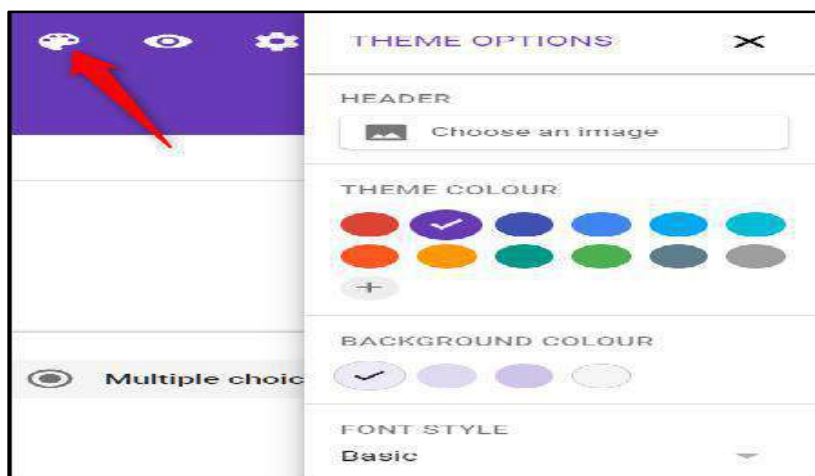 THEME OPTIONS
HEADER
Choose an image
THEME COLOUR
BACKGROUND COLOUR
Multiple choic
FONT STYLE
Basic